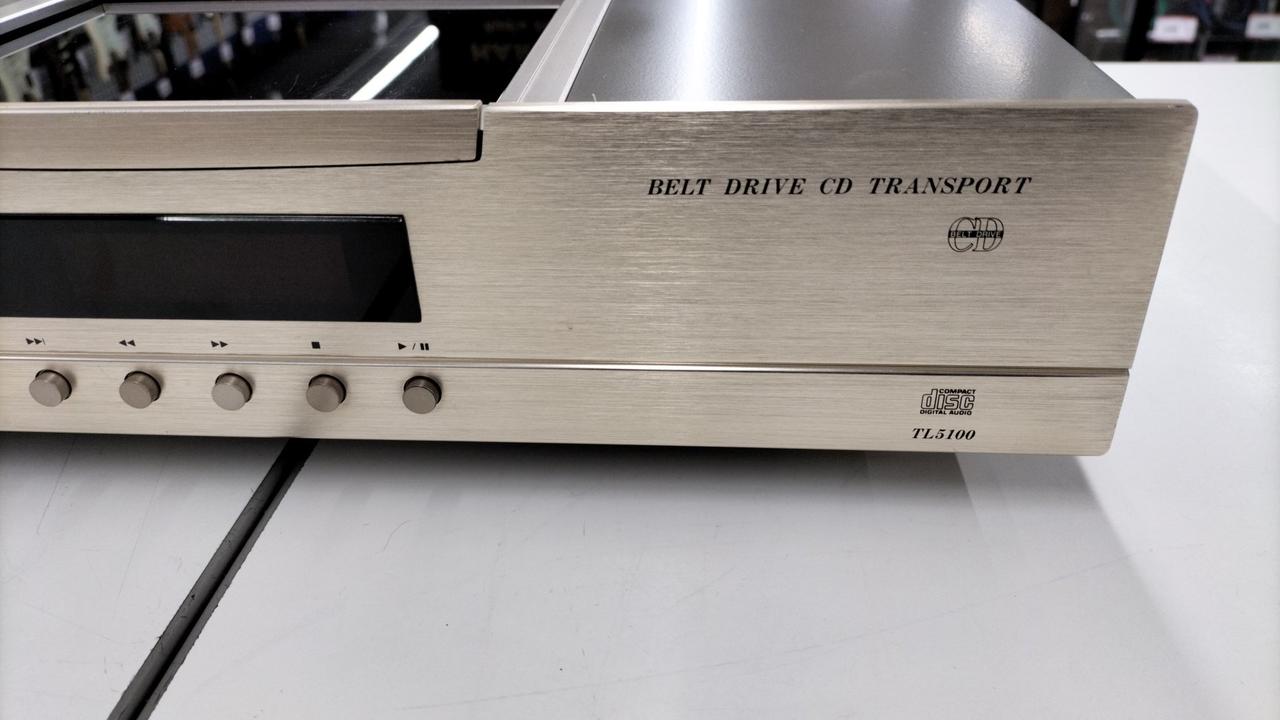 BELT DRIVE CD TRANSPORT
CD
BELT DRIVE
COMPACT
disc
DIGITAL AUDIO
TL5100